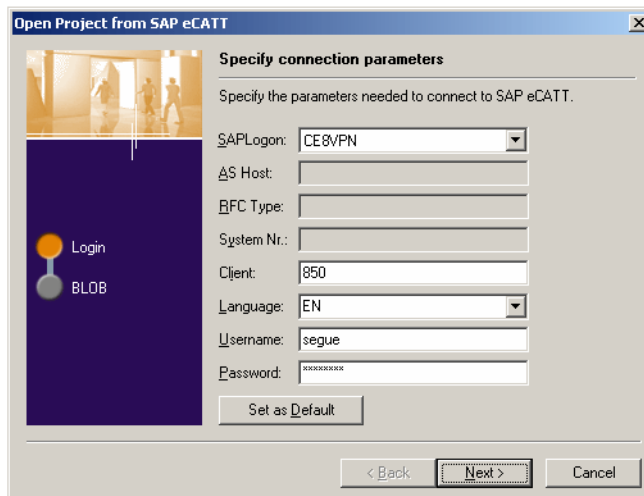 Open Project from SAP eCATT
Specify connection parameters
Specify the parameters needed to connect to SAP eCATT.
SAPLogon: CE8VPN
AS Host:
RFC Type:
System Nr.:
Login
Client: 850
BLOB
Language: EN
Username: segue
Password: ××××××××
Set as Default
< Back Next > Cancel